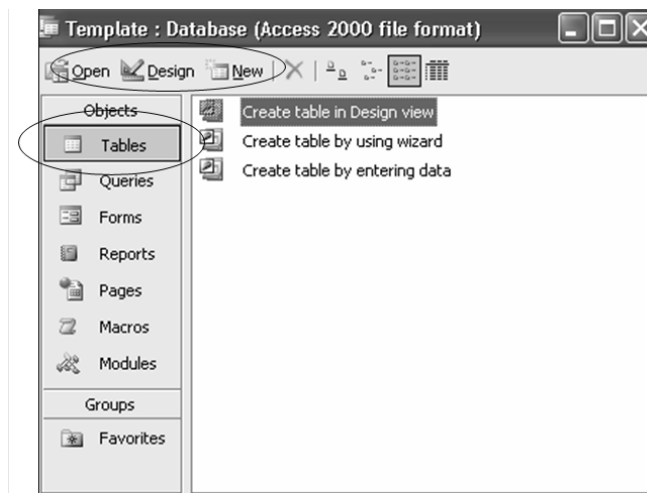 Template : Database (Access 2000 file format)
Open Design New
Objects
Tables
Queries
Forms
Reports
Pages
Macros
Modules
Groups
Favorites
Create table in Design view
Create table by using wizard
Create table by entering data